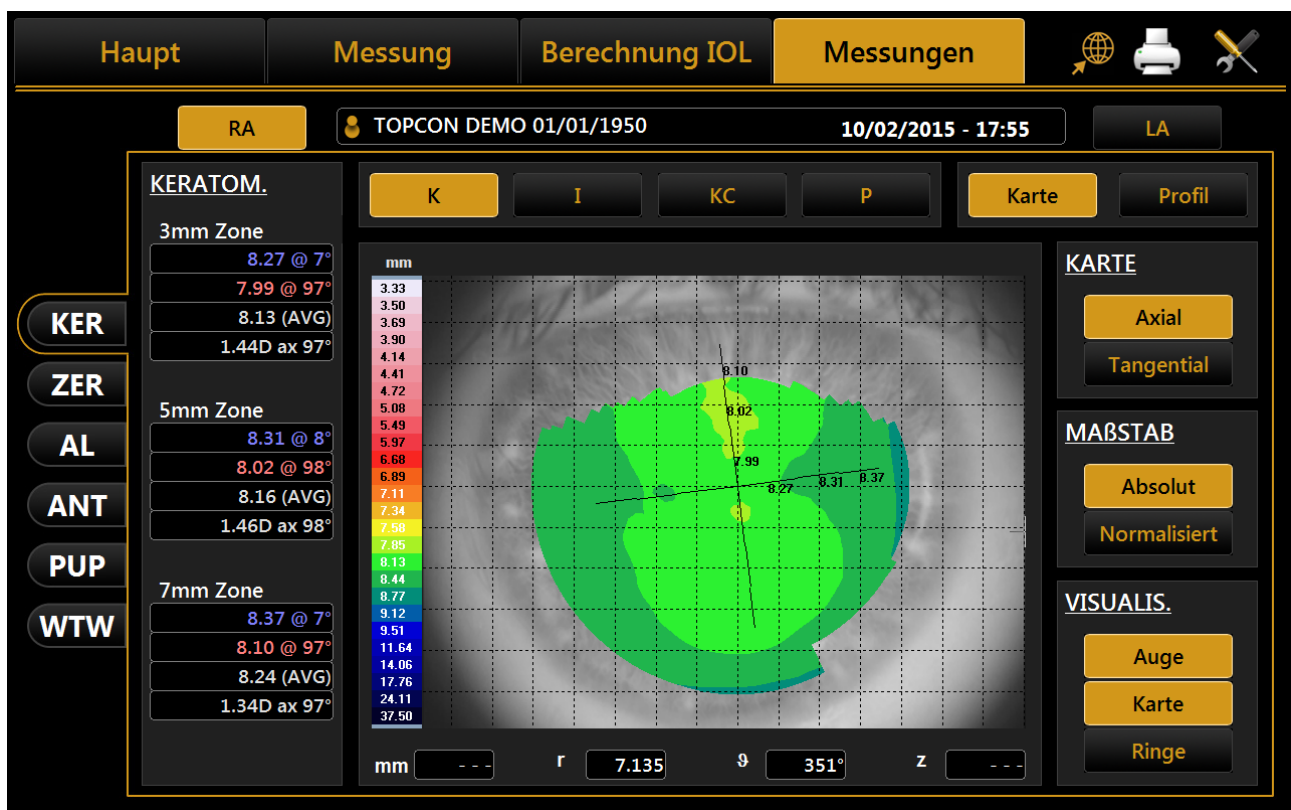 Haupt Messung Berechnung IOL Messungen
RA TOPCON DEMO 01/01/1950 10/02/2015 - 17:55 LA
KERATOM.
3mm Zone
8.27 @ 7°
7.99 @ 97°
8.13 (AVG)
1.44D ax 97°
5mm Zone
8.31 @ 8°
8.02 @ 98°
8.16 (AVG)
1.46D ax 98°
7mm Zone
8.37 @ 7°
8.10 @ 97°
8.24 (AVG)
1.34D ax 97°
KER
ZER
AL
ANT
PUP
WTW
K I KC P
Karte Profil
mm
3.33
3.50
3.69
3.90
4.14
4.41
4.72
5.08
5.49
5.97
6.68
6.89
7.11
7.34
7.58
7.85
8.13
8.44
8.77
9.12
9.51
11.64
14.06
17.76
24.11
37.50
8.10
8.02
7.99
8.27 8.31 8.37
mm - - - r 7.135 ϑ 351° z - - -
KARTE
Axial
Tangential
MAßSTAB
Absolut
Normalisiert
VISUALIS.
Auge
Karte
Ringe